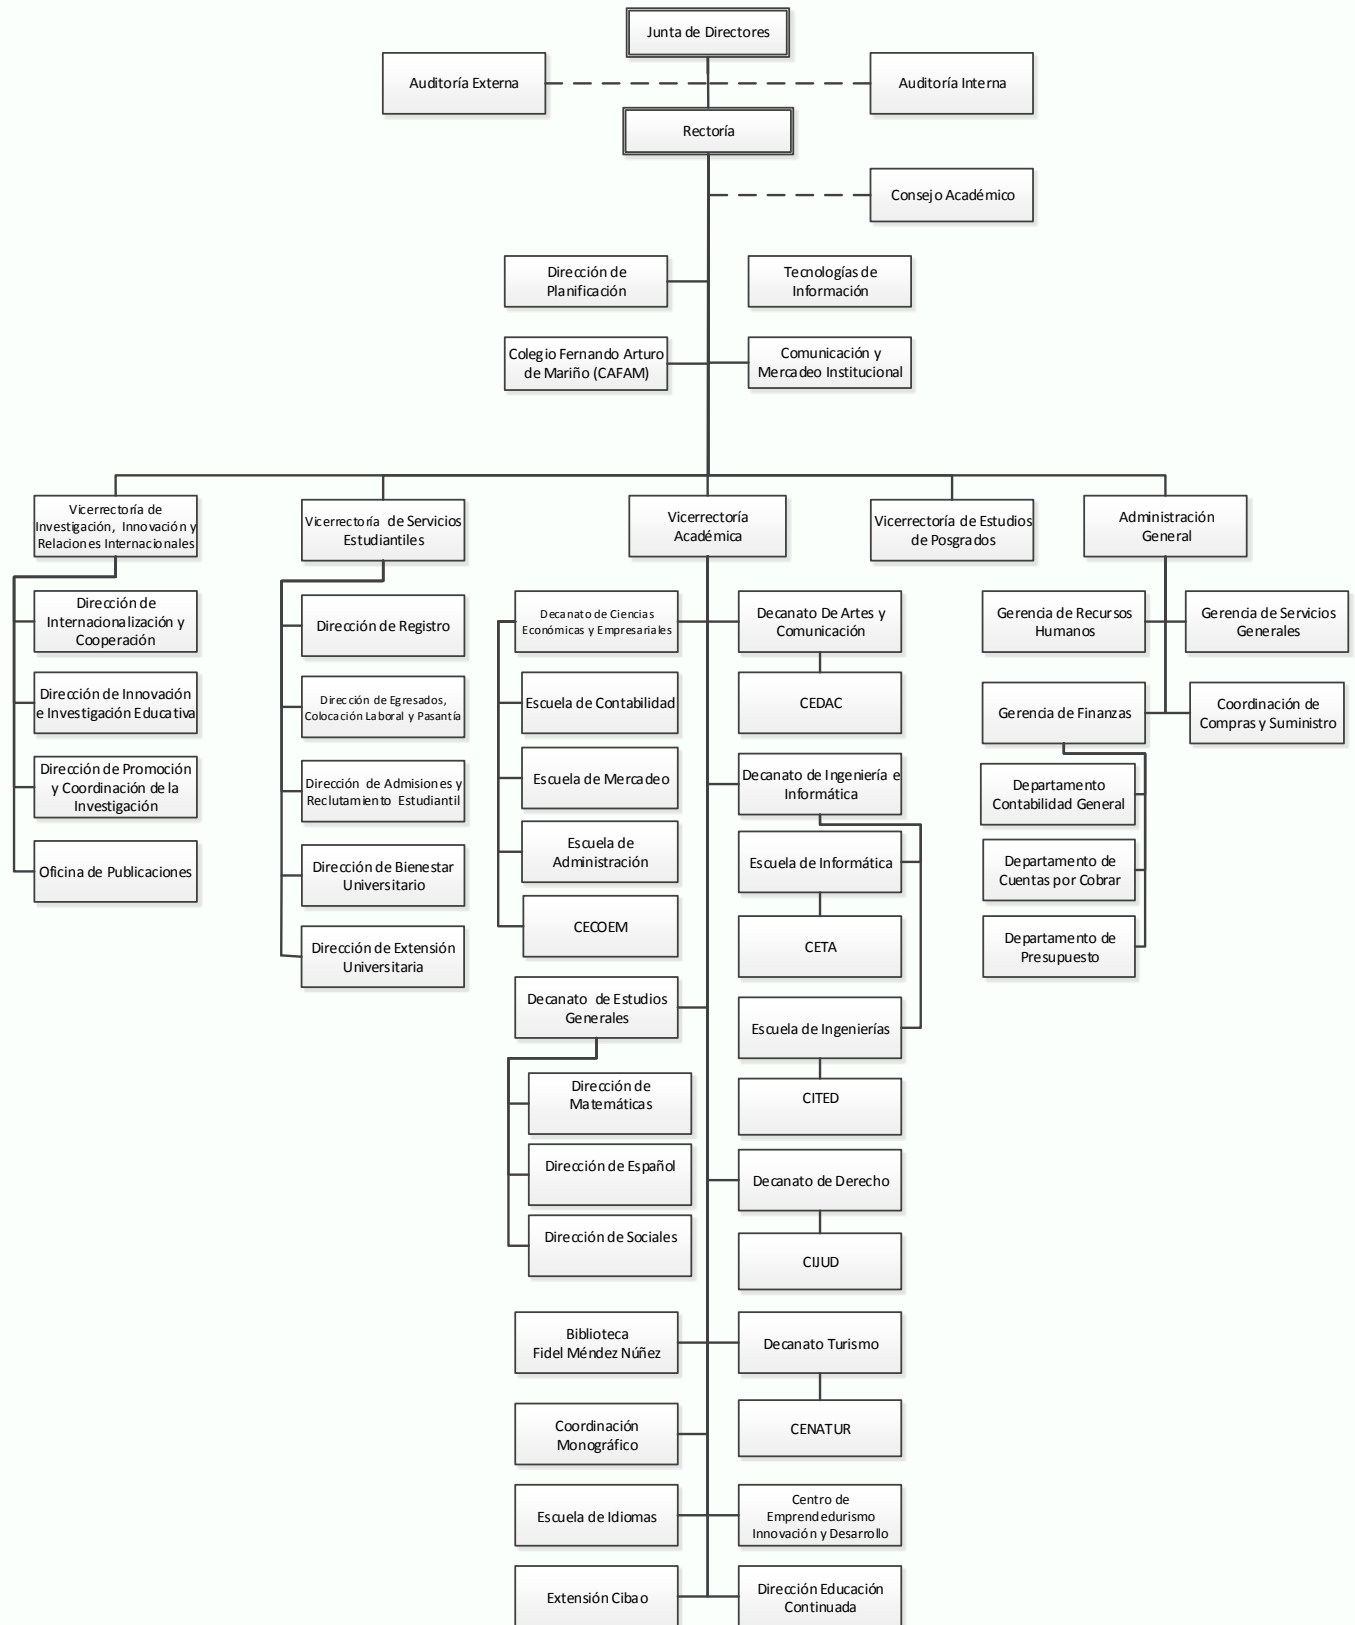 Junta de Directores
Auditoría Externa
Auditoría Interna
Rectoría
Consejo Académico
Dirección de
Planificación
Tecnologías de
Información
Colegio Fernando Arturo
de Mariño (CAFAM)
Comunicación y
Mercadeo Institucional
Vicerrectoría de
Investigación, Innovación y
Relaciones Internacionales
Vicerrectoría de Servicios
Estudiantiles
Vicerrectoría
Académica
Vicerrectoría de Estudios
de Posgrados
Administración
General
Dirección de
Internacionalización y
Cooperación
Dirección de Innovación
e Investigación Educativa
Dirección de Promoción
y Coordinación de la
Investigación
Oficina de Publicaciones
Dirección de Registro
Dirección de Egresados,
Colocación Laboral y Pasantía
Dirección de Admisiones y
Reclutamiento Estudiantil
Dirección de Bienestar
Universitario
Dirección de Extensión
Universitaria
Decanato de Ciencias
Económicas y Empresariales
Escuela de Contabilidad
Escuela de Mercadeo
Escuela de
Administración
CECOEM
Decanato de Estudios
Generales
Dirección de
Matemáticas
Dirección de Español
Dirección de Sociales
Biblioteca
Fidel Méndez Núñez
Coordinación
Monográfico
Escuela de Idiomas
Extensión Cibao
Decanato De Artes y
Comunicación
CEDAC
Decanato de Ingeniería e
Informática
Escuela de Informática
CETA
Escuela de Ingenierías
CITED
Decanato de Derecho
CIJUD
Decanato Turismo
CENATUR
Centro de
Emprendedurismo
Innovación y Desarrollo
Dirección Educación
Continuada
Gerencia de Recursos
Humanos
Gerencia de Servicios
Generales
Gerencia de Finanzas
Coordinación de
Compras y Suministro
Departamento
Contabilidad General
Departamento de
Cuentas por Cobrar
Departamento de
Presupuesto